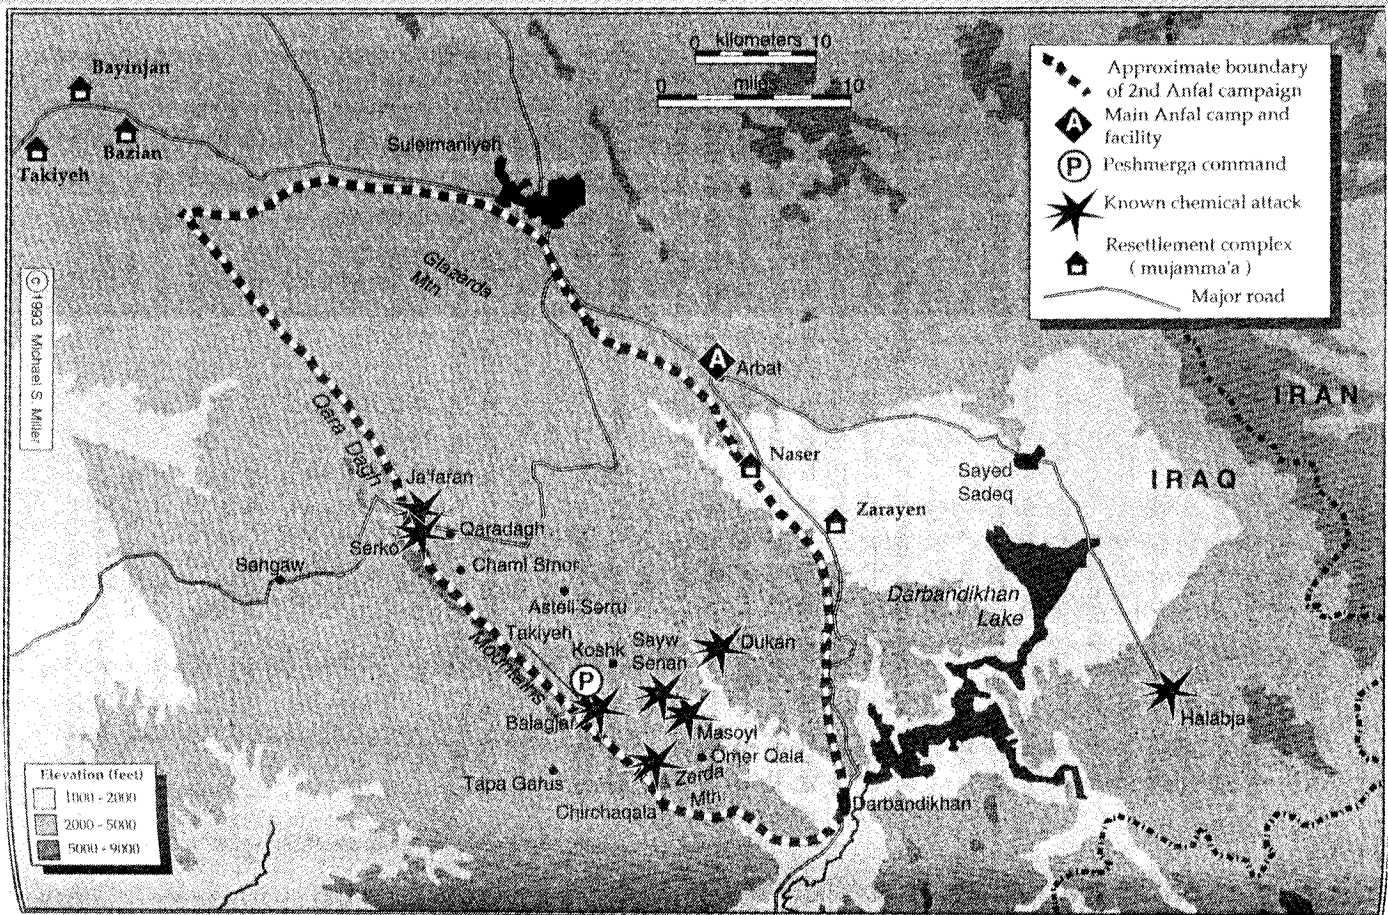 0 kilometers 10
0 miles 10
Approximate boundary
of 2nd Anfal campaign
A
Main Anfal camp and
facility
P
Peshmerga command
Known chemical attack
Resettlement complex
( mujamma'a )
Major road
Bayinjan
Bazian
Takiyeh
Suleimaniyeh
Glazarda
Mtn
© 1993 Michael S Miller
A
Arbat
IRAN
IRAQ
Qara Dagh
Mountains
Ja'faran
Naser
Sayed
Sadeq
Zarayen
Qaradagh
Serko
Sengaw
Chami Smor
Asteli Serru
Darbandikhan
Lake
Takiyeh
Koshk
Sayw
Senan
Dukan
P
Balagjar
Masoyi
Omer Qala
Halabja
Tapa Garus
Zerda
Mtn
Chirchaqala
Darbandikhan
Elevation (feet)
1000 - 2000
2000 - 5000
5000 - 9000